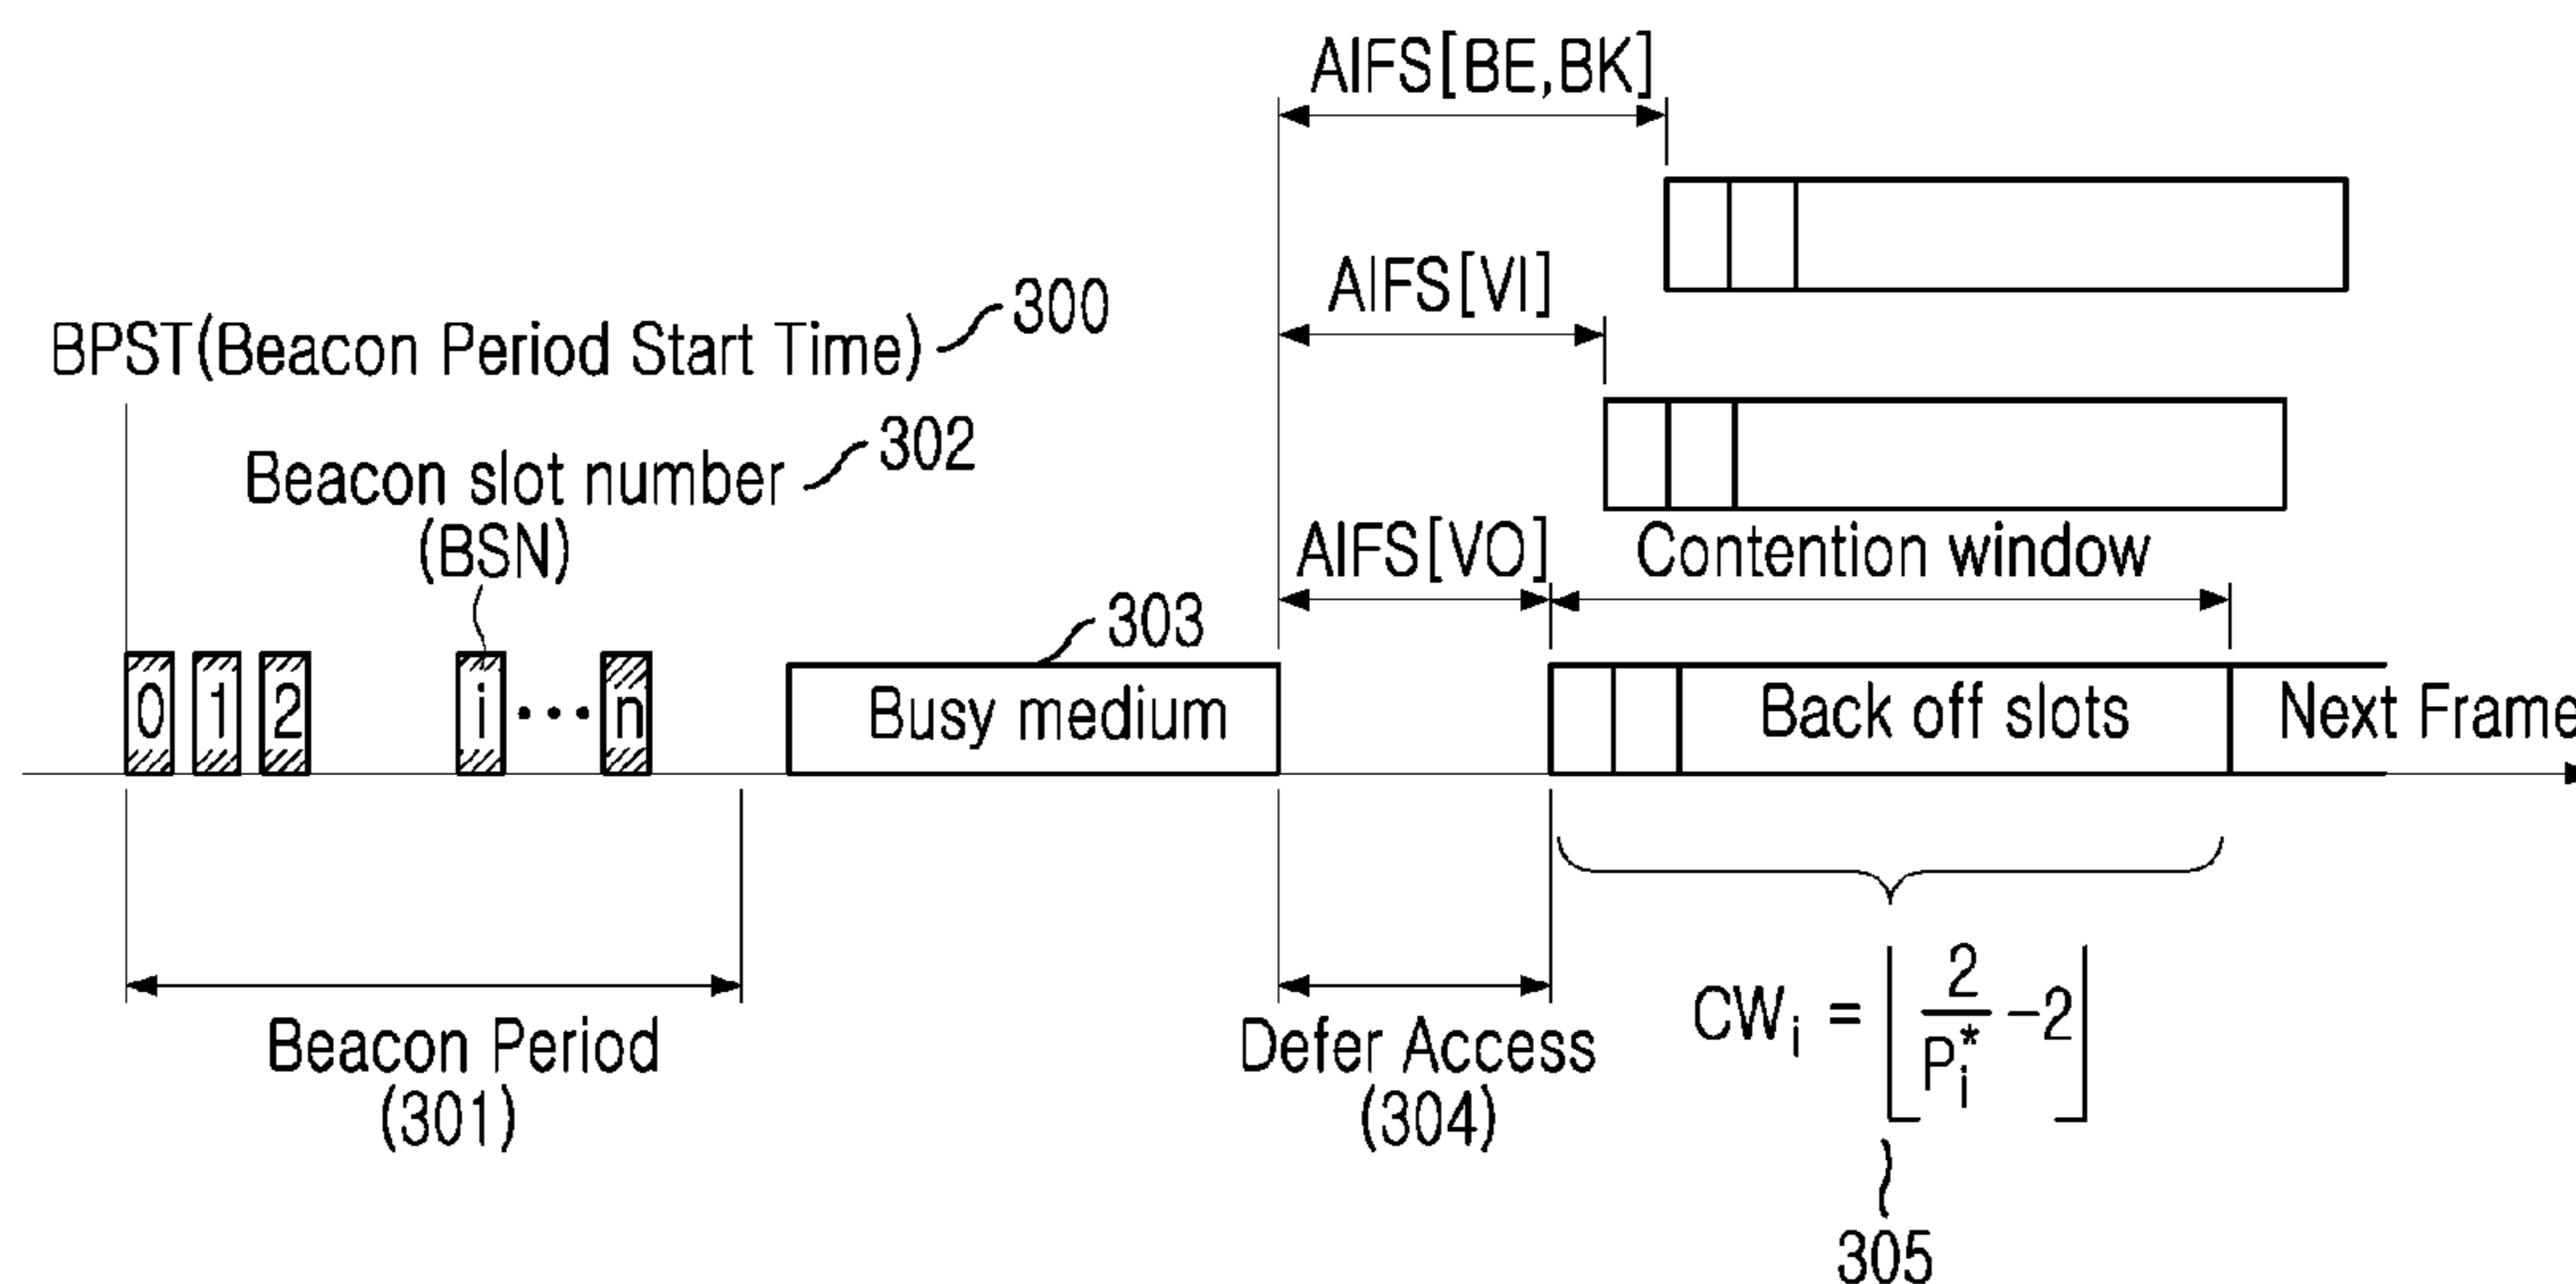 AIFS[BE,BK]
AIFS[VI]
BPST(Beacon Period Start Time) 300
Beacon slot number 302
(BSN)
AIFS[VO] Contention window
303
0 1 2 i ... n Busy medium Back off slots Next Frame
Beacon Period
(301)
Defer Access
(304)
CWi = ⌊2/Pi* -2⌋
305